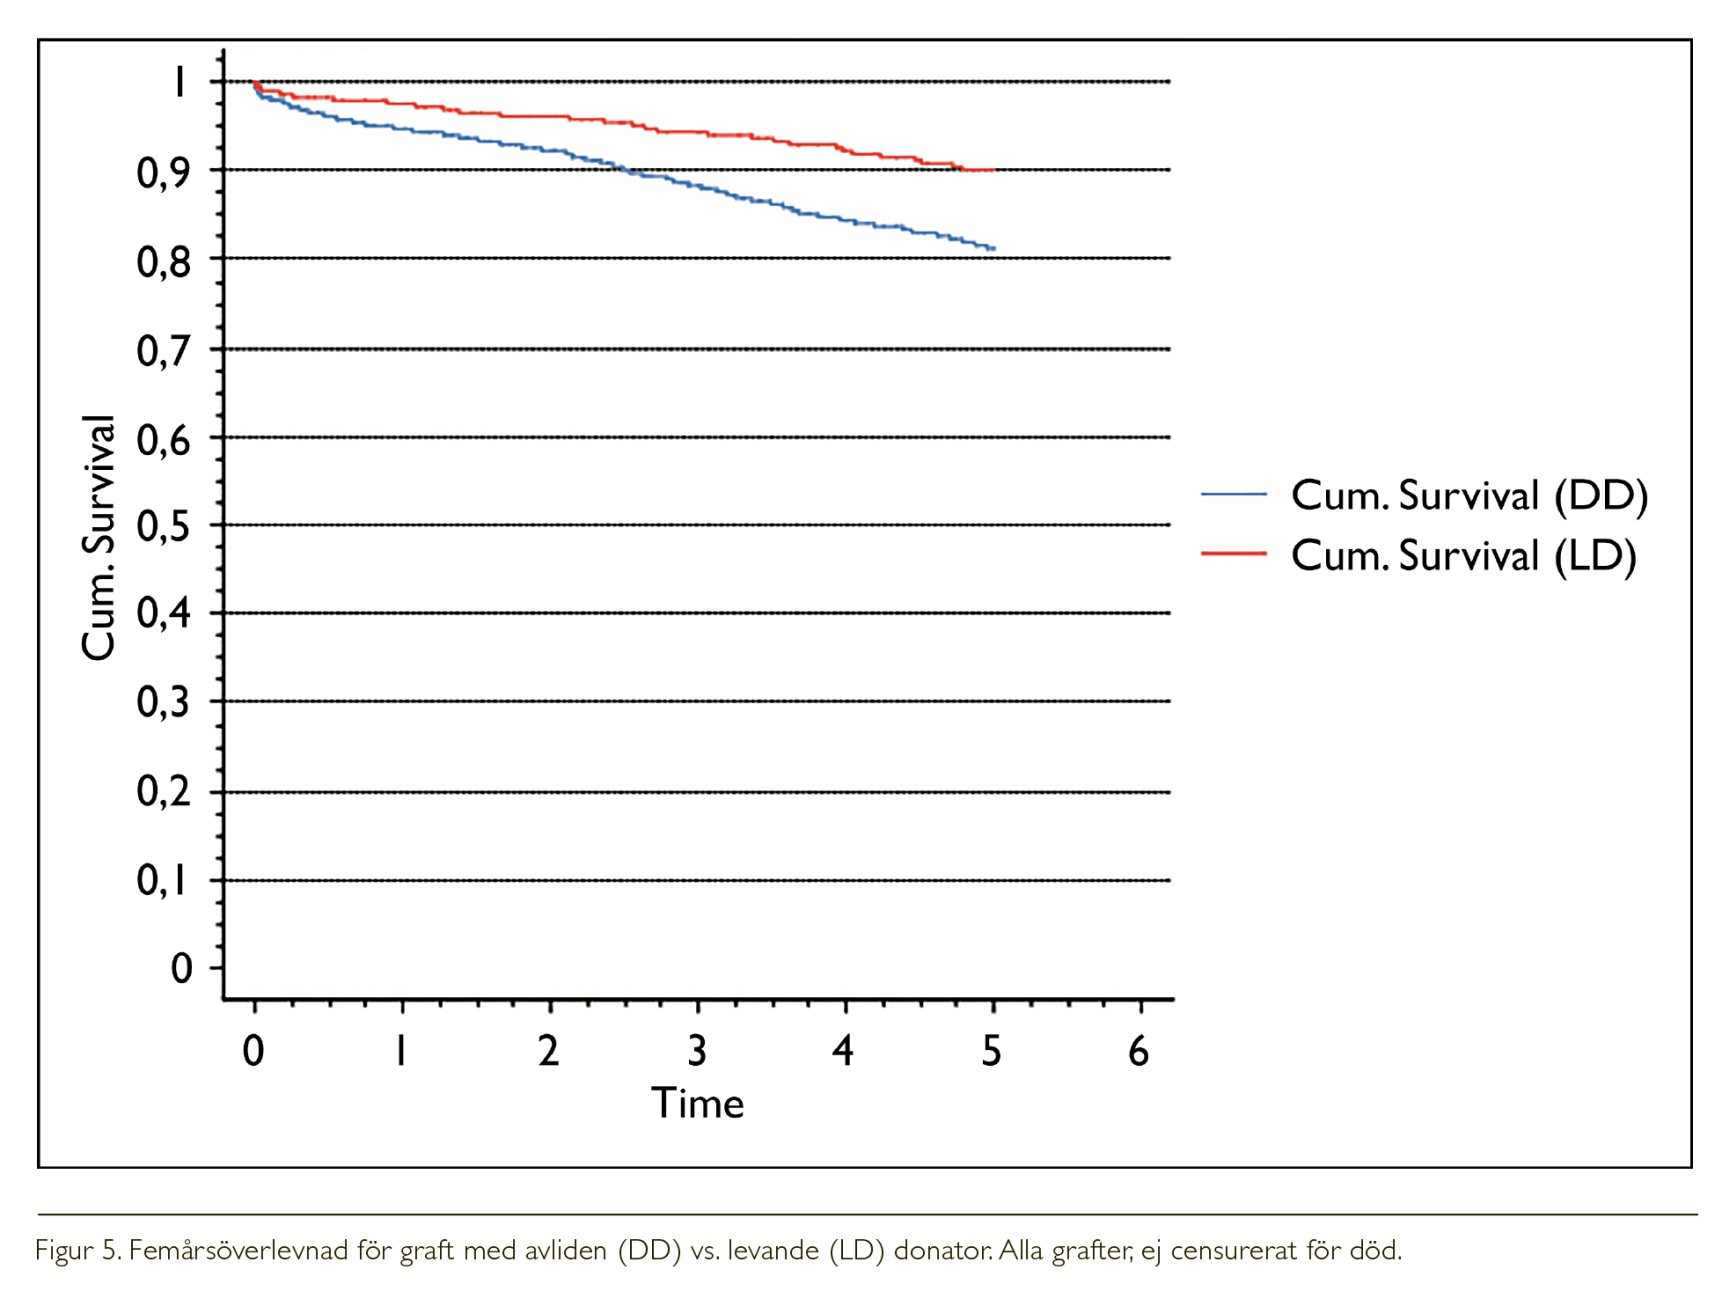 1
0,9
0,8
0,7
0,6
0,5
0,4
0,3
0,2
0,1
0
Cum. Survival
0 1 2 3 4 5 6
Time
Cum. Survival (DD)
Cum. Survival (LD)
Figur 5. Femårsöverlevnad för graft med avliden (DD) vs. levande (LD) donator. Alla grafter, ej censurerat för död.